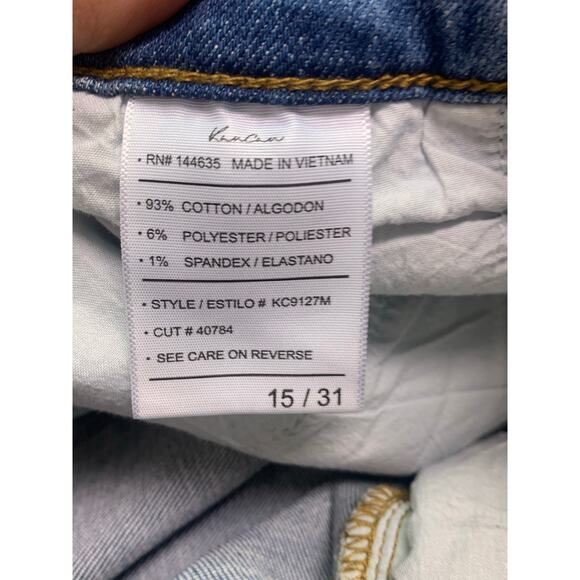 Kancan
• RN# 144635 MADE IN VIETNAM
• 93% COTTON / ALGODON
• 6% POLYESTER / POLIESTER
• 1% SPANDEX / ELASTANO
• STYLE / ESTILO # KC9127M
• CUT # 40784
• SEE CARE ON REVERSE
15 / 31